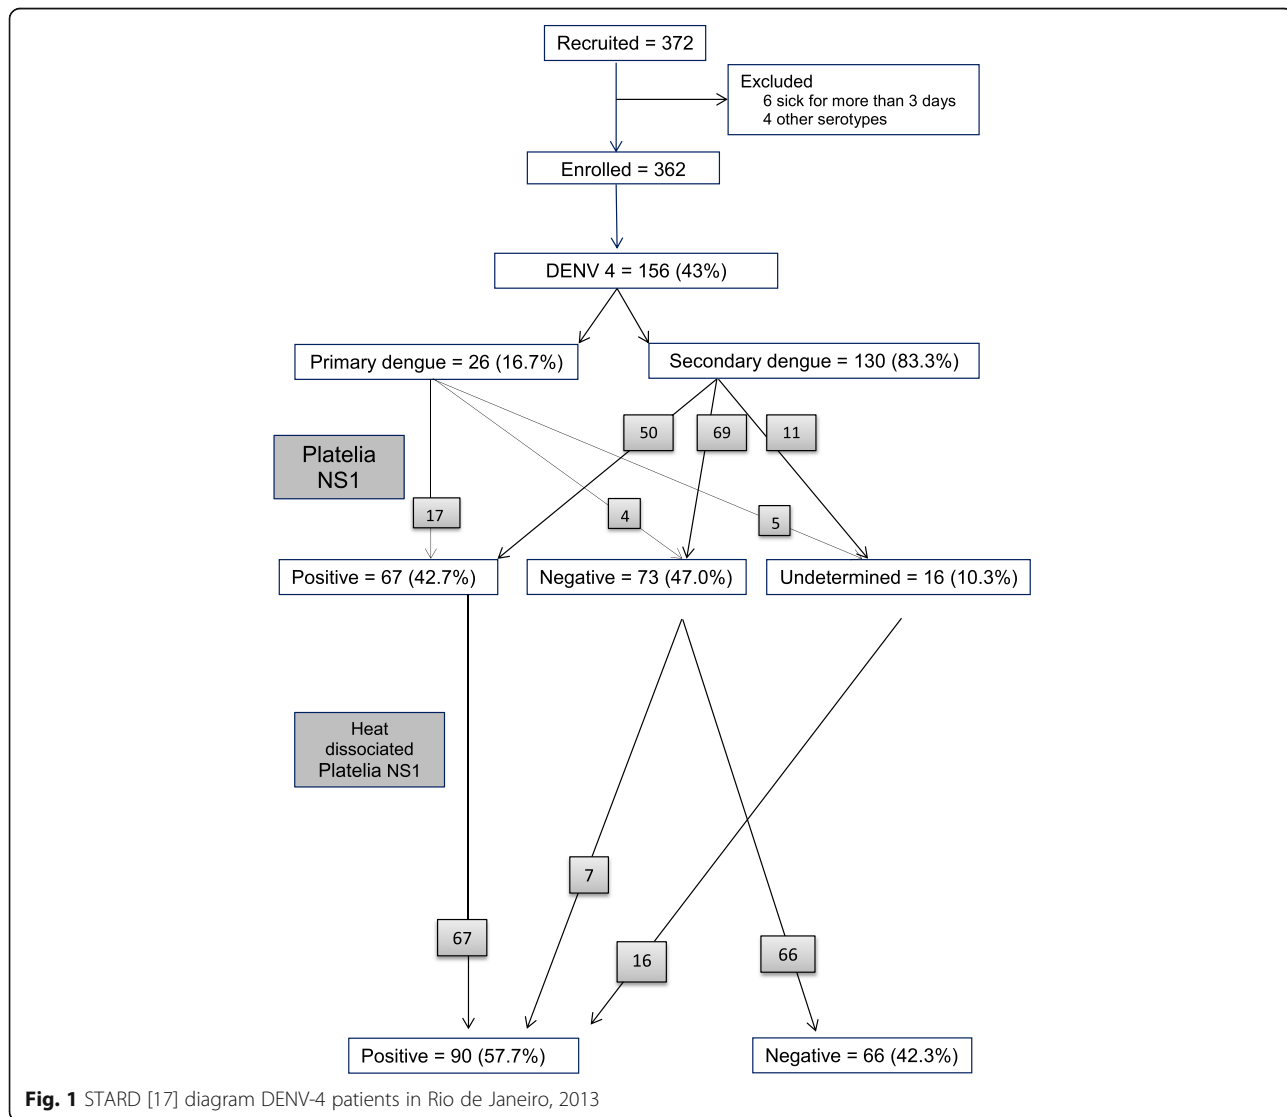 Recruited = 372
Excluded
6 sick for more than 3 days
4 other serotypes
Enrolled = 362
DENV 4 = 156 (43%)
Primary dengue = 26 (16.7%)
Secondary dengue = 130 (83.3%)
50
69
11
Platelia
NS1
17
4
5
Positive = 67 (42.7%)
Negative = 73 (47.0%)
Undetermined = 16 (10.3%)
Heat
dissociated
Platelia NS1
7
67
16
66
Positive = 90 (57.7%)
Negative = 66 (42.3%)
Fig. 1 STARD [17] diagram DENV-4 patients in Rio de Janeiro, 2013